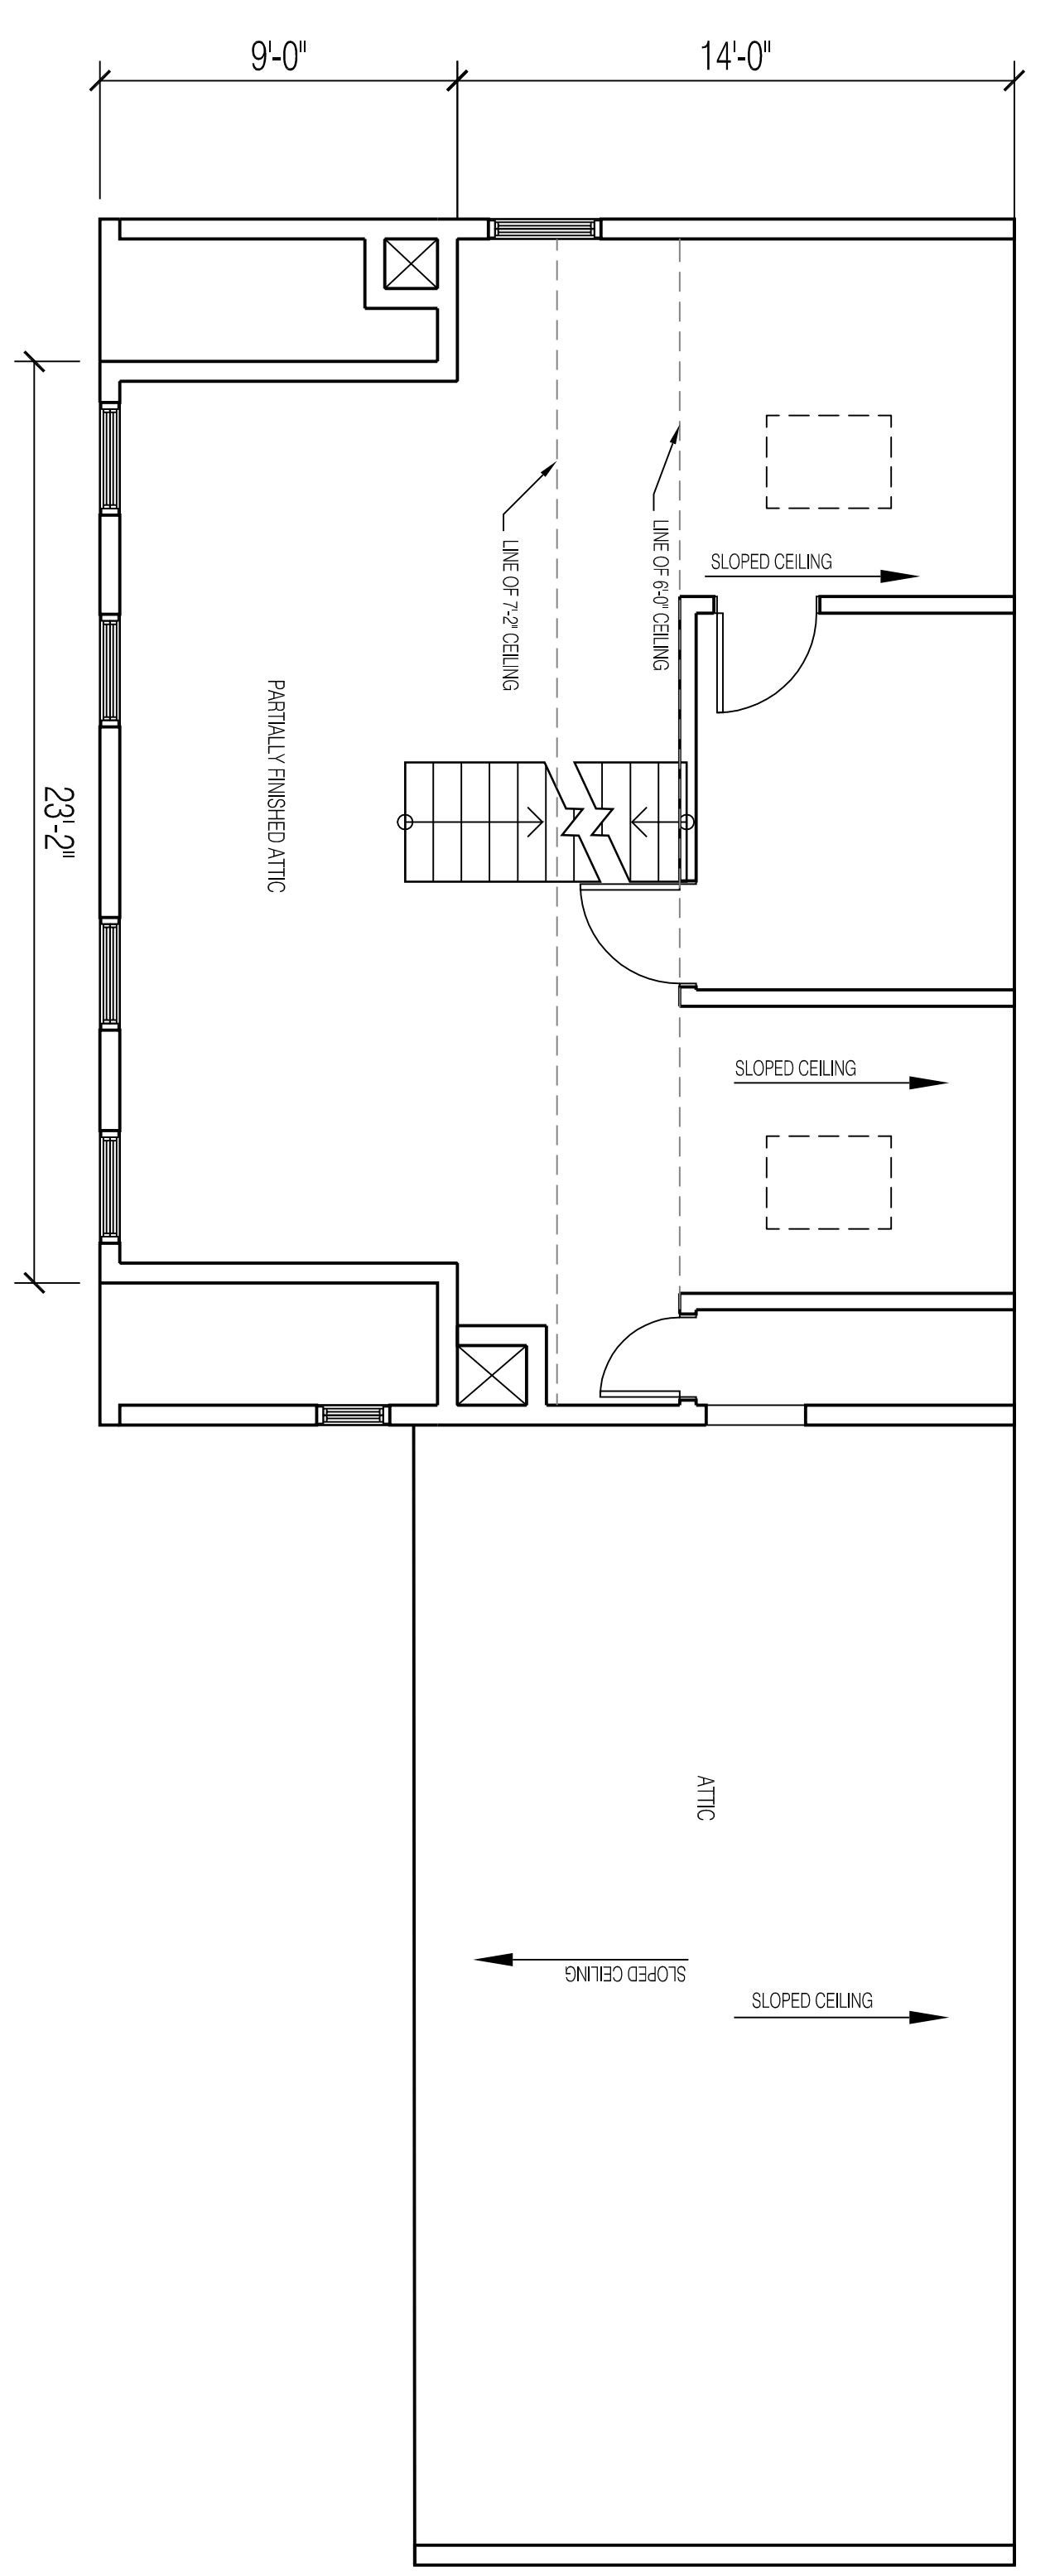 9'-0"
14'-0"
LINE OF 7'-2" CEILING
LINE OF 6'-0" CEILING
SLOPED CEILING
PARTIALLY FINISHED ATTIC
23'-2"
SLOPED CEILING
ATTIC
SLOPED CEILING
SLOPED CEILING